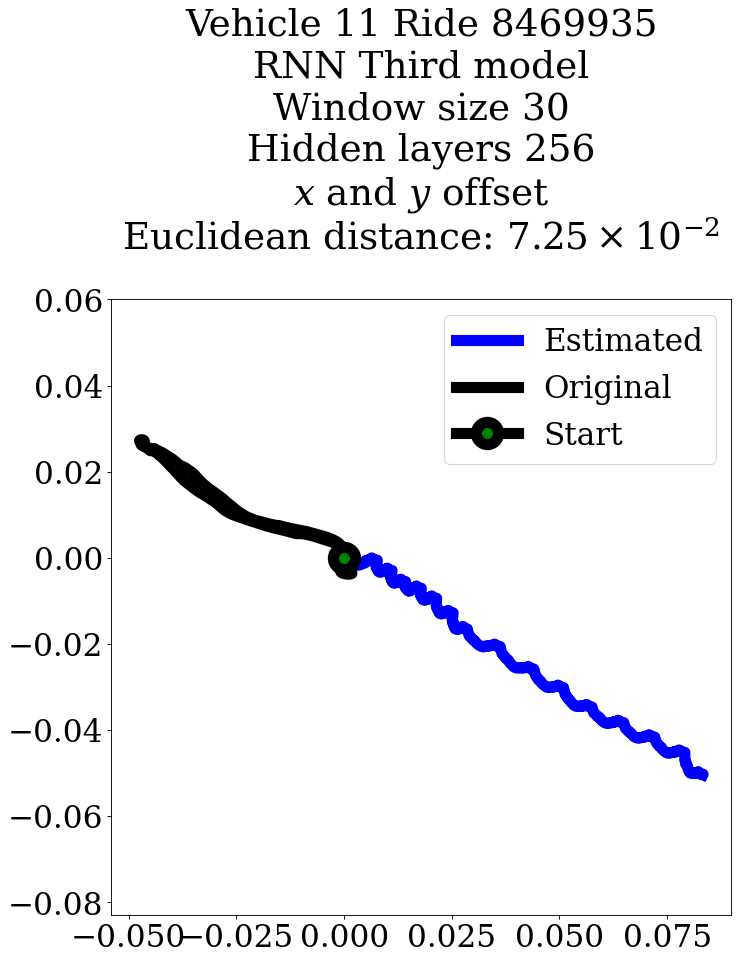 Vehicle 11 Ride 8469935
RNN Third model
Window size 30
Hidden layers 256
x and y offset
Euclidean distance: 7.25 × 10⁻²
Estimated
Original
Start
0.06
0.04
0.02
0.00
−0.02
−0.04
−0.06
−0.08
−0.050 −0.025 0.000 0.025 0.050 0.075